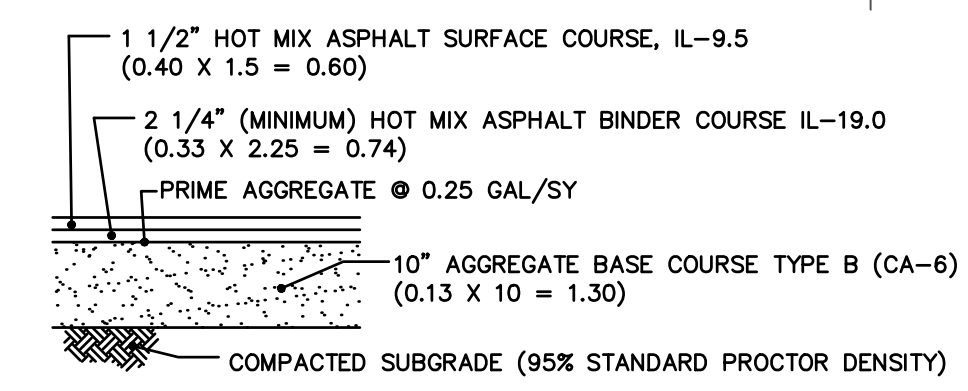 1 1/2” HOT MIX ASPHALT SURFACE COURSE, IL–9.5
(0.40 X 1.5 = 0.60)
2 1/4” (MINIMUM) HOT MIX ASPHALT BINDER COURSE IL–19.0
(0.33 X 2.25 = 0.74)
PRIME AGGREGATE @ 0.25 GAL/SY
10” AGGREGATE BASE COURSE TYPE B (CA–6)
(0.13 X 10 = 1.30)
COMPACTED SUBGRADE (95% STANDARD PROCTOR DENSITY)